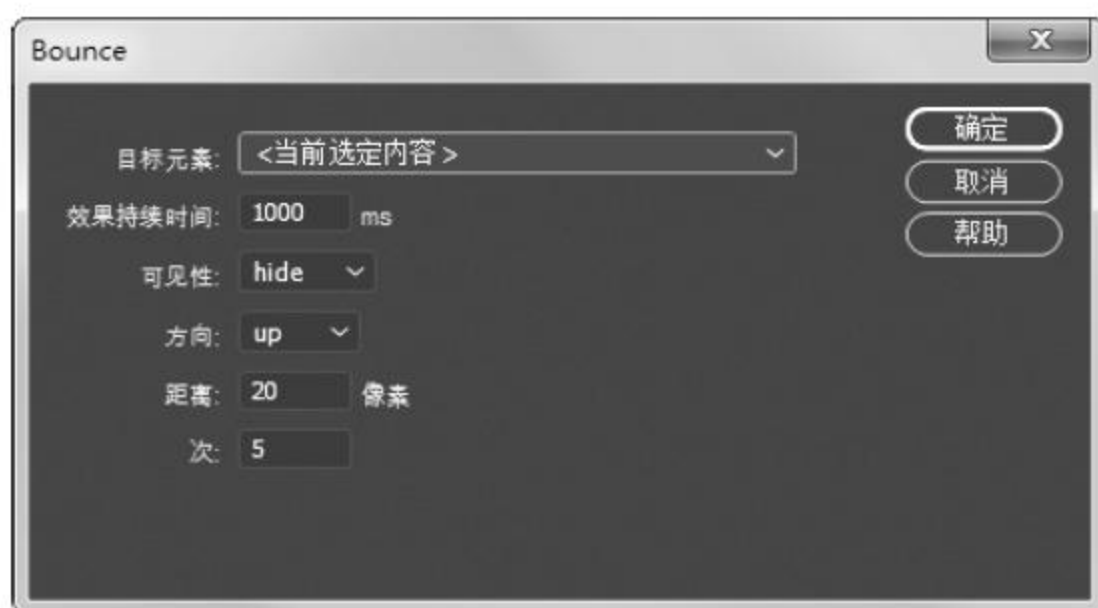 Bounce
目标元素: <当前选定内容>
效果持续时间: 1000 ms
可见性: hide
方向: up
距离: 20 像素
次: 5
确定
取消
帮助